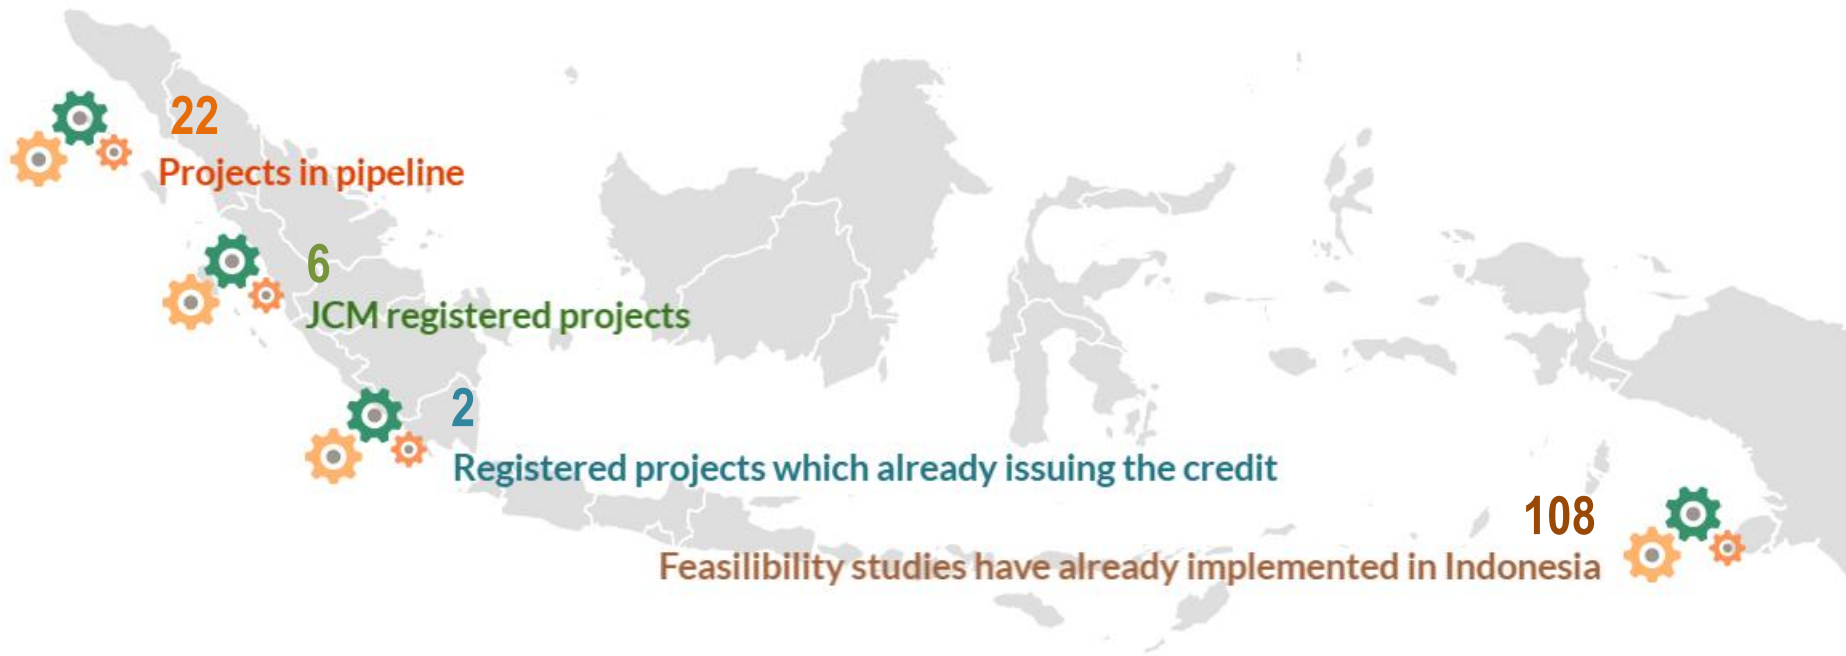 22
Projects in pipeline
6
JCM registered projects
2
Registered projects which already issuing the credit
108
Feasilibility studies have already implemented in Indonesia